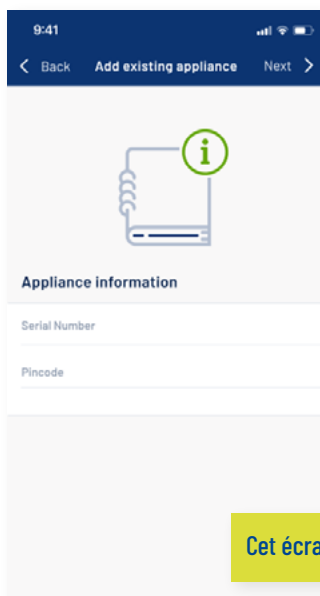 9:41
Back Add existing appliance Next
i
Appliance information
Serial Number
Pincode
Cet écra